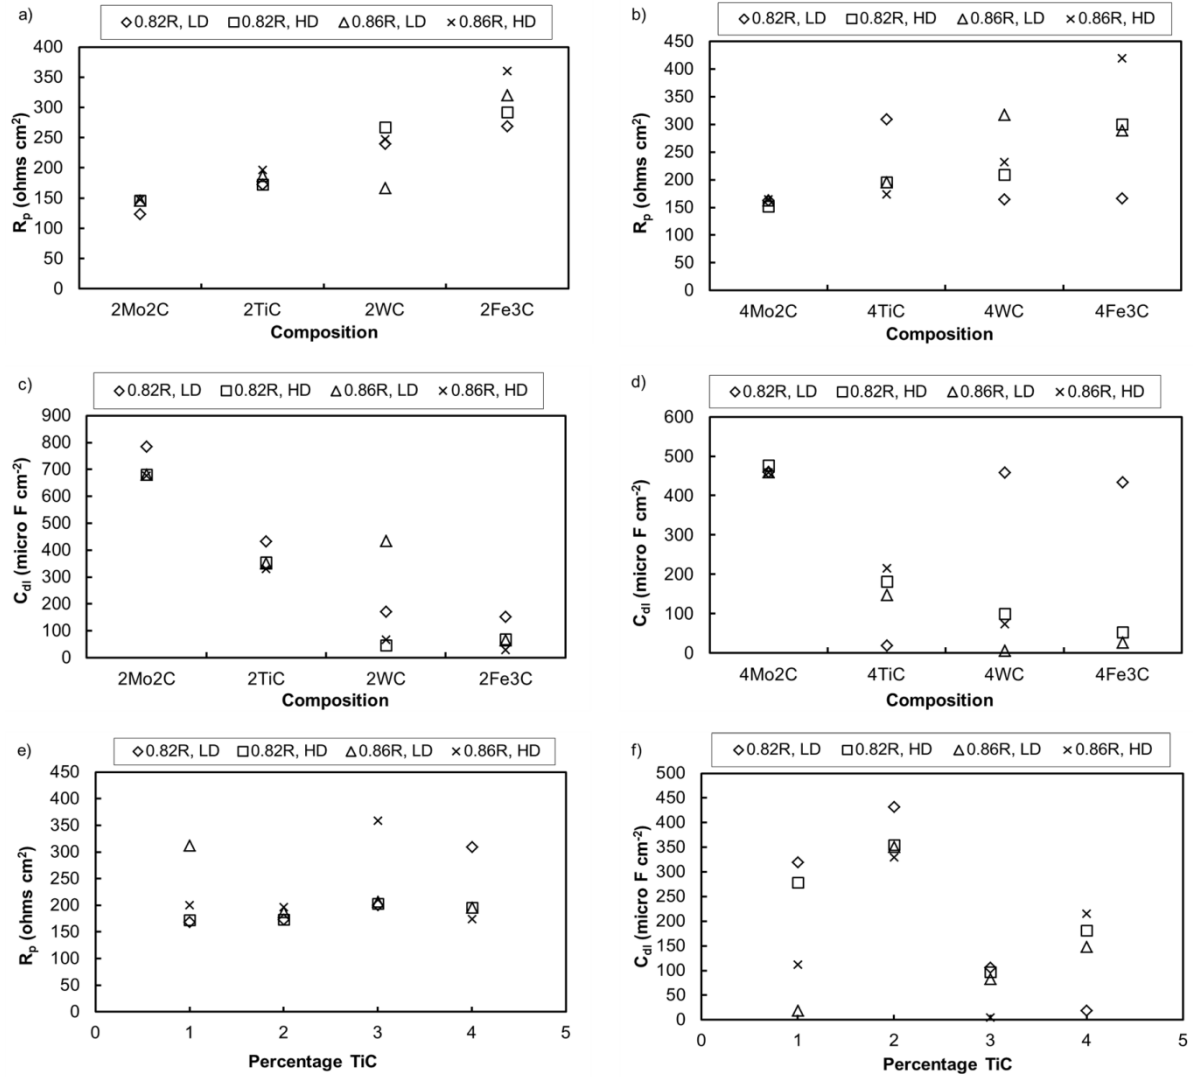 a)
◇0.82R, LD □0.82R, HD △0.86R, LD ×0.86R, HD
400
350
300
250
200
150
100
50
0
Rp (ohms cm²)
2Mo2C 2TiC 2WC 2Fe3C
Composition
b)
◇0.82R, LD □0.82R, HD △0.86R, LD ×0.86R, HD
450
400
350
300
250
200
150
100
50
0
Rp (ohms cm²)
4Mo2C 4TiC 4WC 4Fe3C
Composition
c)
◇0.82R, LD □0.82R, HD △0.86R, LD ×0.86R, HD
900
800
700
600
500
400
300
200
100
0
Cdl (micro F cm⁻²)
2Mo2C 2TiC 2WC 2Fe3C
Composition
d)
◇0.82R, LD □0.82R, HD △0.86R, LD ×0.86R, HD
600
500
400
300
200
100
0
Cdl (micro F cm⁻²)
4Mo2C 4TiC 4WC 4Fe3C
Composition
e)
◇0.82R, LD □0.82R, HD △0.86R, LD ×0.86R, HD
450
400
350
300
250
200
150
100
50
0
Rp (ohms cm²)
0 1 2 3 4 5
Percentage TiC
f)
◇0.82R, LD □0.82R, HD △0.86R, LD ×0.86R, HD
500
450
400
350
300
250
200
150
100
50
0
Cdl (micro F cm⁻²)
0 1 2 3 4 5
Percentage TiC